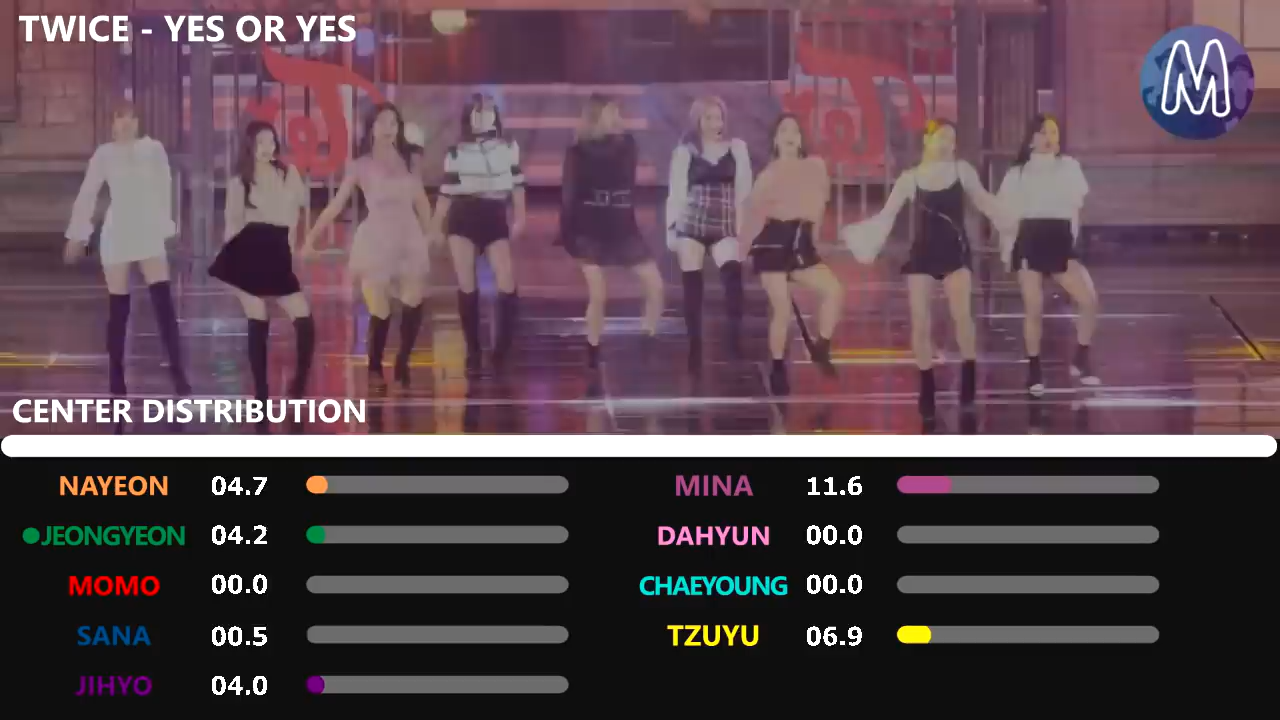 TWICE - YES OR YES
M
CENTER DISTRIBUTION
NAYEON 04.7
JEONGYEON 04.2
MOMO 00.0
SANA 00.5
JIHYO 04.0
MINA 11.6
DAHYUN 00.0
CHAEYOUNG 00.0
TZUYU 06.9